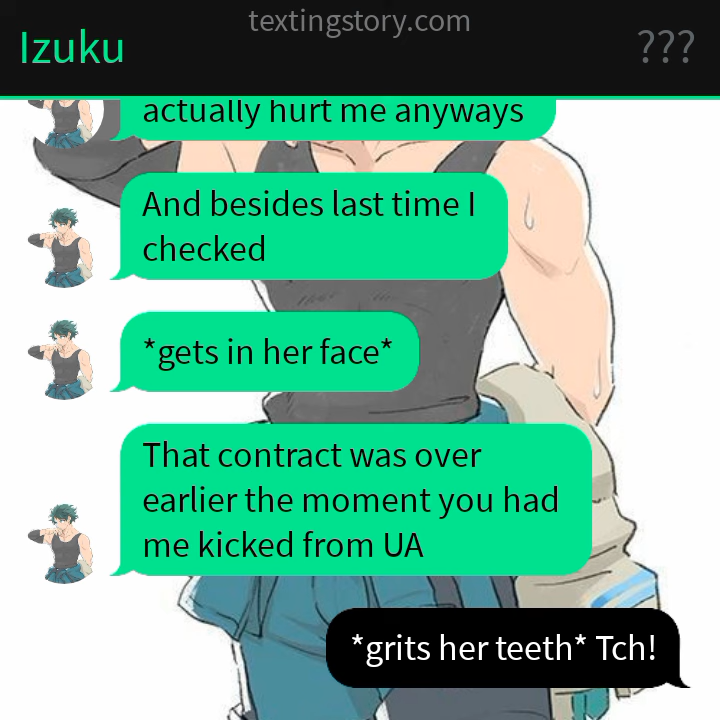 textingstory.com
Izuku
???
actually hurt me anyways
And besides last time I
checked
*gets in her face*
That contract was over
earlier the moment you had
me kicked from UA
*grits her teeth* Tch!